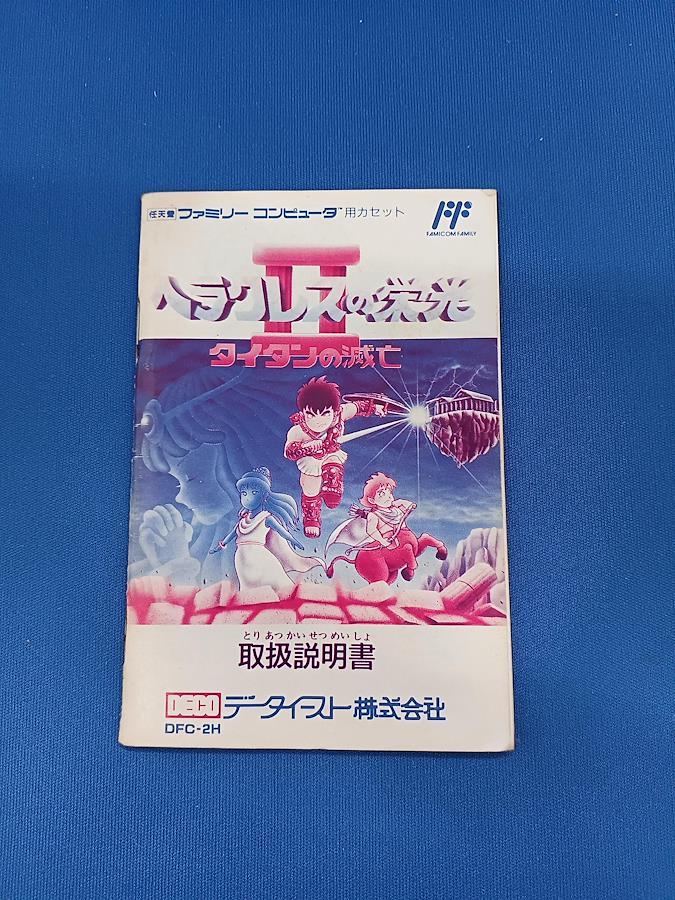 任天堂 ファミリー コンピュータ™用カセット
FAMICOM FAMILY
ヘラクレスの栄光
II
タイタンの滅亡
とりあつかいせつめいしょ
取扱説明書
DECO データイースト株式会社
DFC-2H